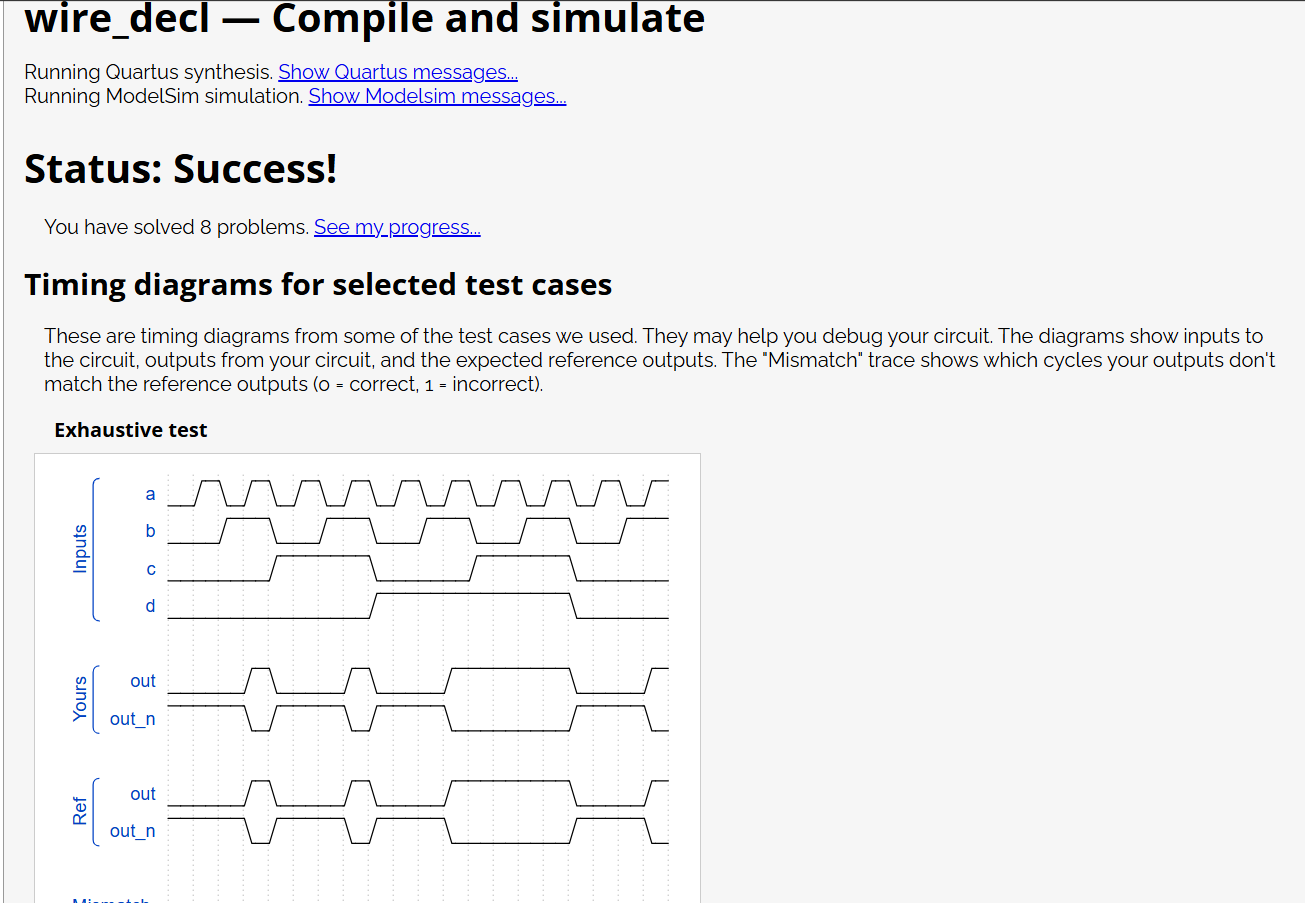 wire_decl — Compile and simulate
Running Quartus synthesis. Show Quartus messages...
Running ModelSim simulation. Show Modelsim messages...
Status: Success!
You have solved 8 problems. See my progress...
Timing diagrams for selected test cases
These are timing diagrams from some of the test cases we used. They may help you debug your circuit. The diagrams show inputs to
the circuit, outputs from your circuit, and the expected reference outputs. The "Mismatch" trace shows which cycles your outputs don't
match the reference outputs (0 = correct, 1 = incorrect).
Exhaustive test
Inputs
a
b
c
d
Yours
out
out_n
Ref
out
out_n
Mismatch